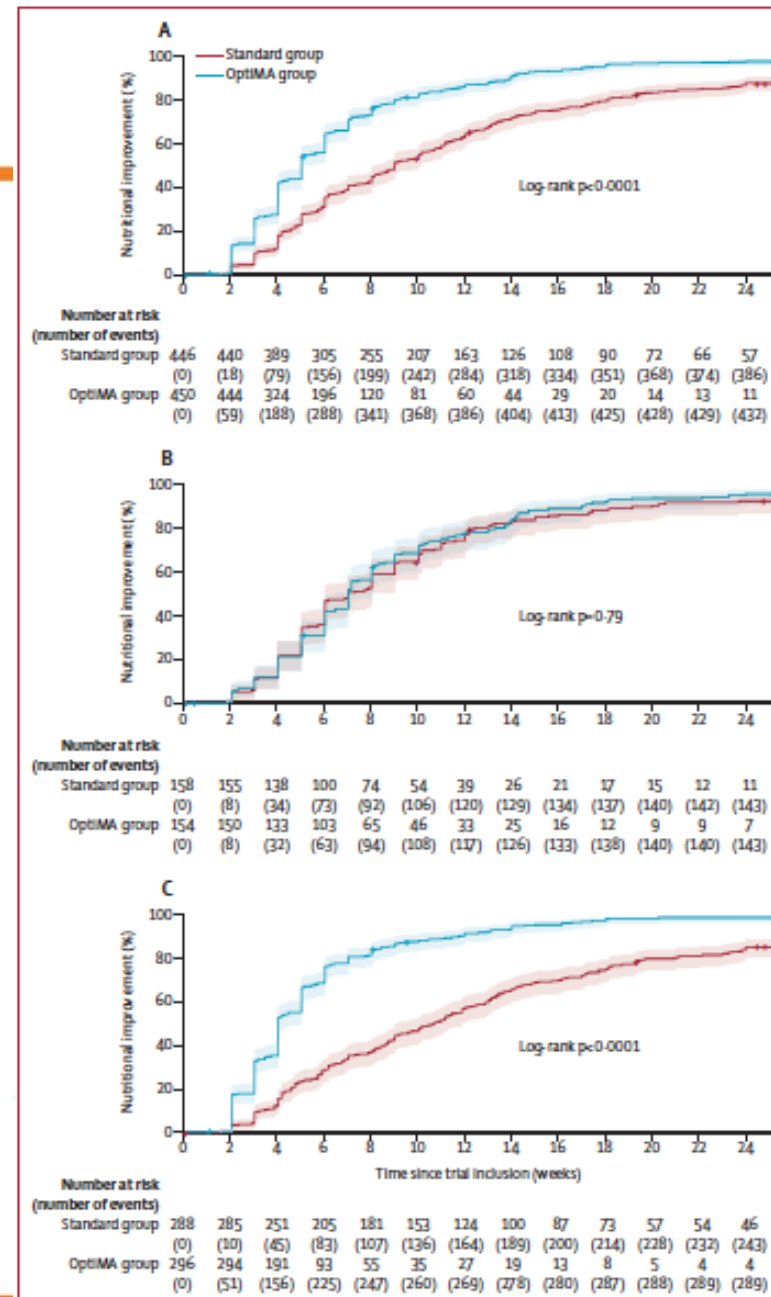 A
Standard group
OptiMA group
Nutritional improvement (%)
100
80
60
40
20
0
Log-rank p<0·0001
0 2 4 6 8 10 12 14 16 18 20 22 24
Number at risk
(number of events)
Standard group 446 440 389 305 255 207 163 126 108 90 72 66 57
(0) (18) (79) (156) (199) (242) (284) (318) (334) (351) (368) (374) (386)
OptiMA group 450 444 324 196 120 81 60 44 29 20 14 13 11
(0) (59) (188) (288) (341) (368) (386) (404) (413) (425) (428) (429) (432)
B
Nutritional improvement (%)
100
80
60
40
20
0
Log-rank p=0·79
0 2 4 6 8 10 12 14 16 18 20 22 24
Number at risk
(number of events)
Standard group 158 155 138 100 74 54 39 26 21 17 15 12 11
(0) (8) (34) (73) (92) (106) (120) (129) (134) (137) (140) (142) (143)
OptiMA group 154 150 133 103 65 46 33 25 16 12 9 9 7
(0) (8) (32) (63) (94) (108) (117) (126) (133) (138) (140) (140) (143)
C
Nutritional improvement (%)
100
80
60
40
20
0
Log-rank p<0·0001
0 2 4 6 8 10 12 14 16 18 20 22 24
Time since trial inclusion (weeks)
Number at risk
(number of events)
Standard group 288 285 251 205 181 153 124 100 87 73 57 54 46
(0) (10) (45) (83) (107) (136) (164) (189) (200) (214) (228) (232) (243)
OptiMA group 296 294 191 93 55 35 27 19 13 8 5 4 4
(0) (51) (156) (225) (247) (260) (269) (278) (280) (287) (288) (289) (289)